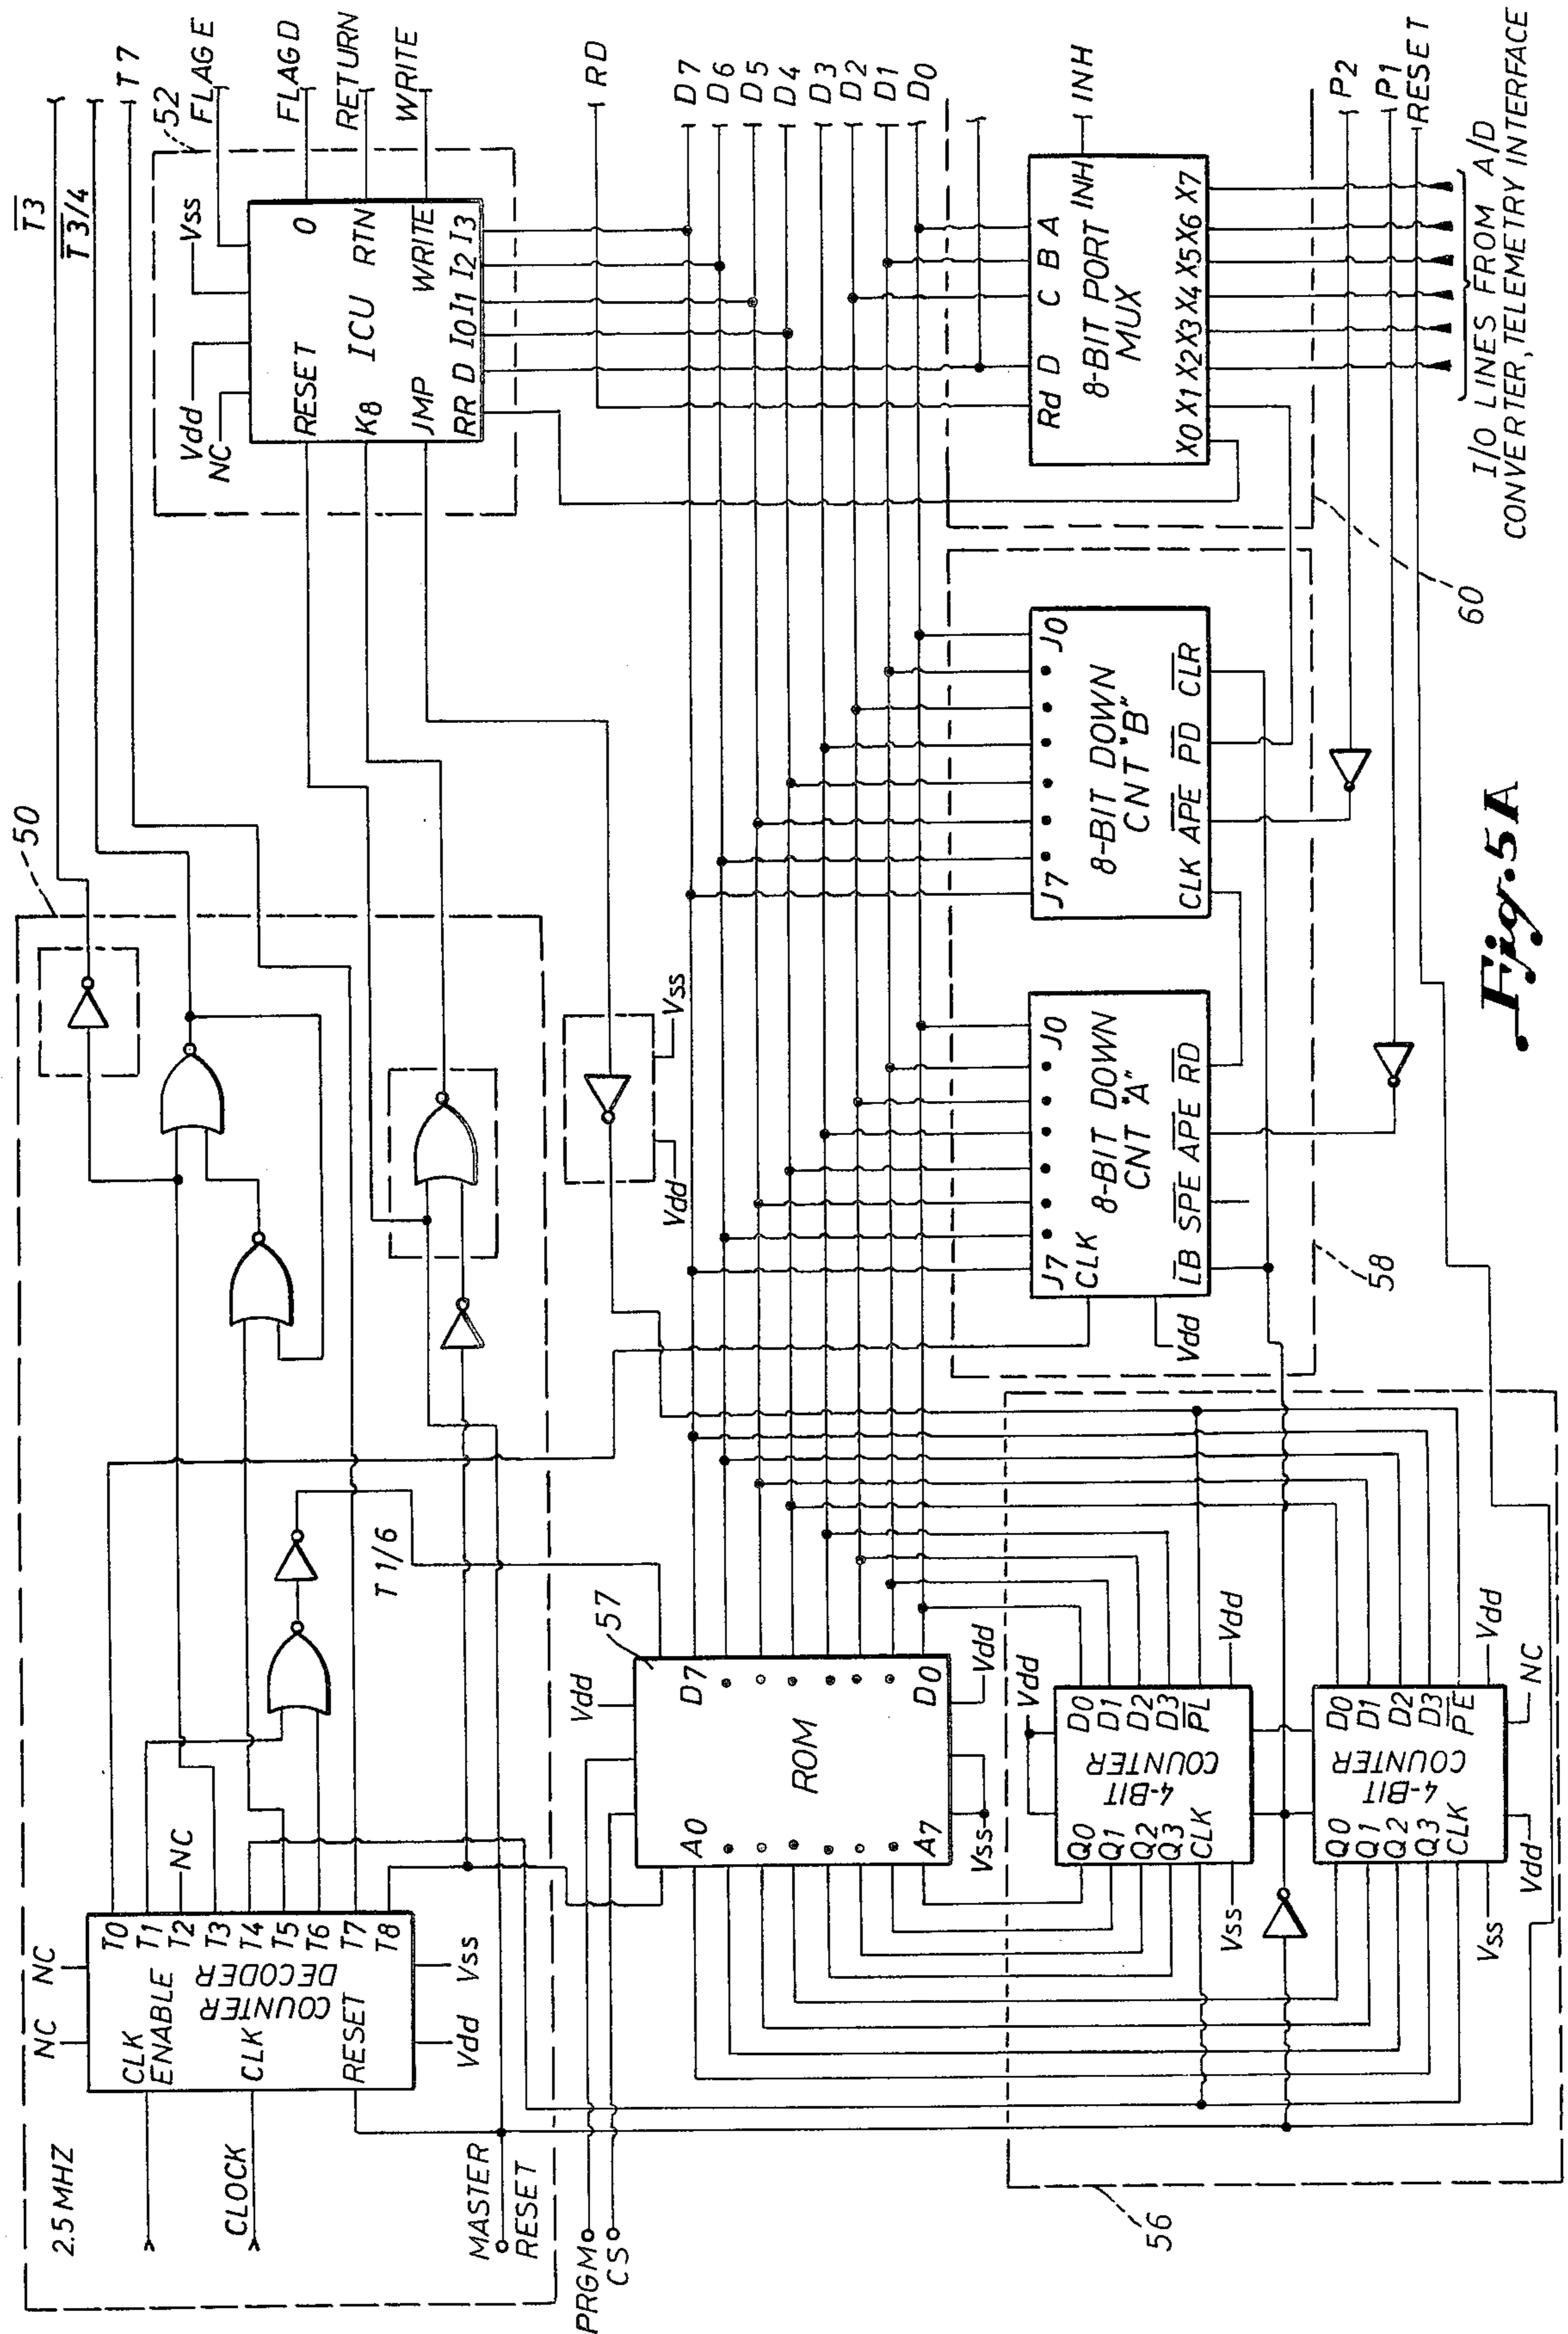 T3
T3/4
T7
52
FLAGE
FLAGD
RETURN
WRITE
RD
D7
D6
D5
D4
D3
D2
D1
D0
INH
P2
P1
RESET
I/O LINES FROM A/D
CONVERTER, TELEMETRY INTERFACE
Vss
Vdd
NC
RESET
K8
JMP
ICU
O
RTN
WRITE
RR D I0 I1 I2 I3
Rd D C B A
8-BIT PORT
MUX
INH
X0 X1 X2 X3 X4 X5 X6 X7
60
50
J7
J0
8-BIT DOWN
CNT "B"
CLK APE PD CLR
Vss
Vdd
J7
J0
CLK
8-BIT DOWN
CNT "A"
LB SPE APE RD
Vdd
58
T 1/6
57
Vdd
A0
D7
ROM
A7
D0
Vss
Vdd
PRGM
CS
2.5 MHZ
CLOCK
MASTER
RESET
NC NC
CLK
ENABLE
CLK
RESET
COUNTER
DECODER
T0
T1
T2
T3
T4
T5
T6
T7
T8
NC
Vdd
Vss
Vdd
Q0
Q1
Q2
Q3
CLK
4-BIT
COUNTER
D0
D1
D2
D3
PL
Vss
Vdd
Q0
Q1
Q2
Q3
CLK
4-BIT
COUNTER
D0
D1
D2
D3
PE
Vss
Vdd
NC
Vdd
56
Fig. 5A